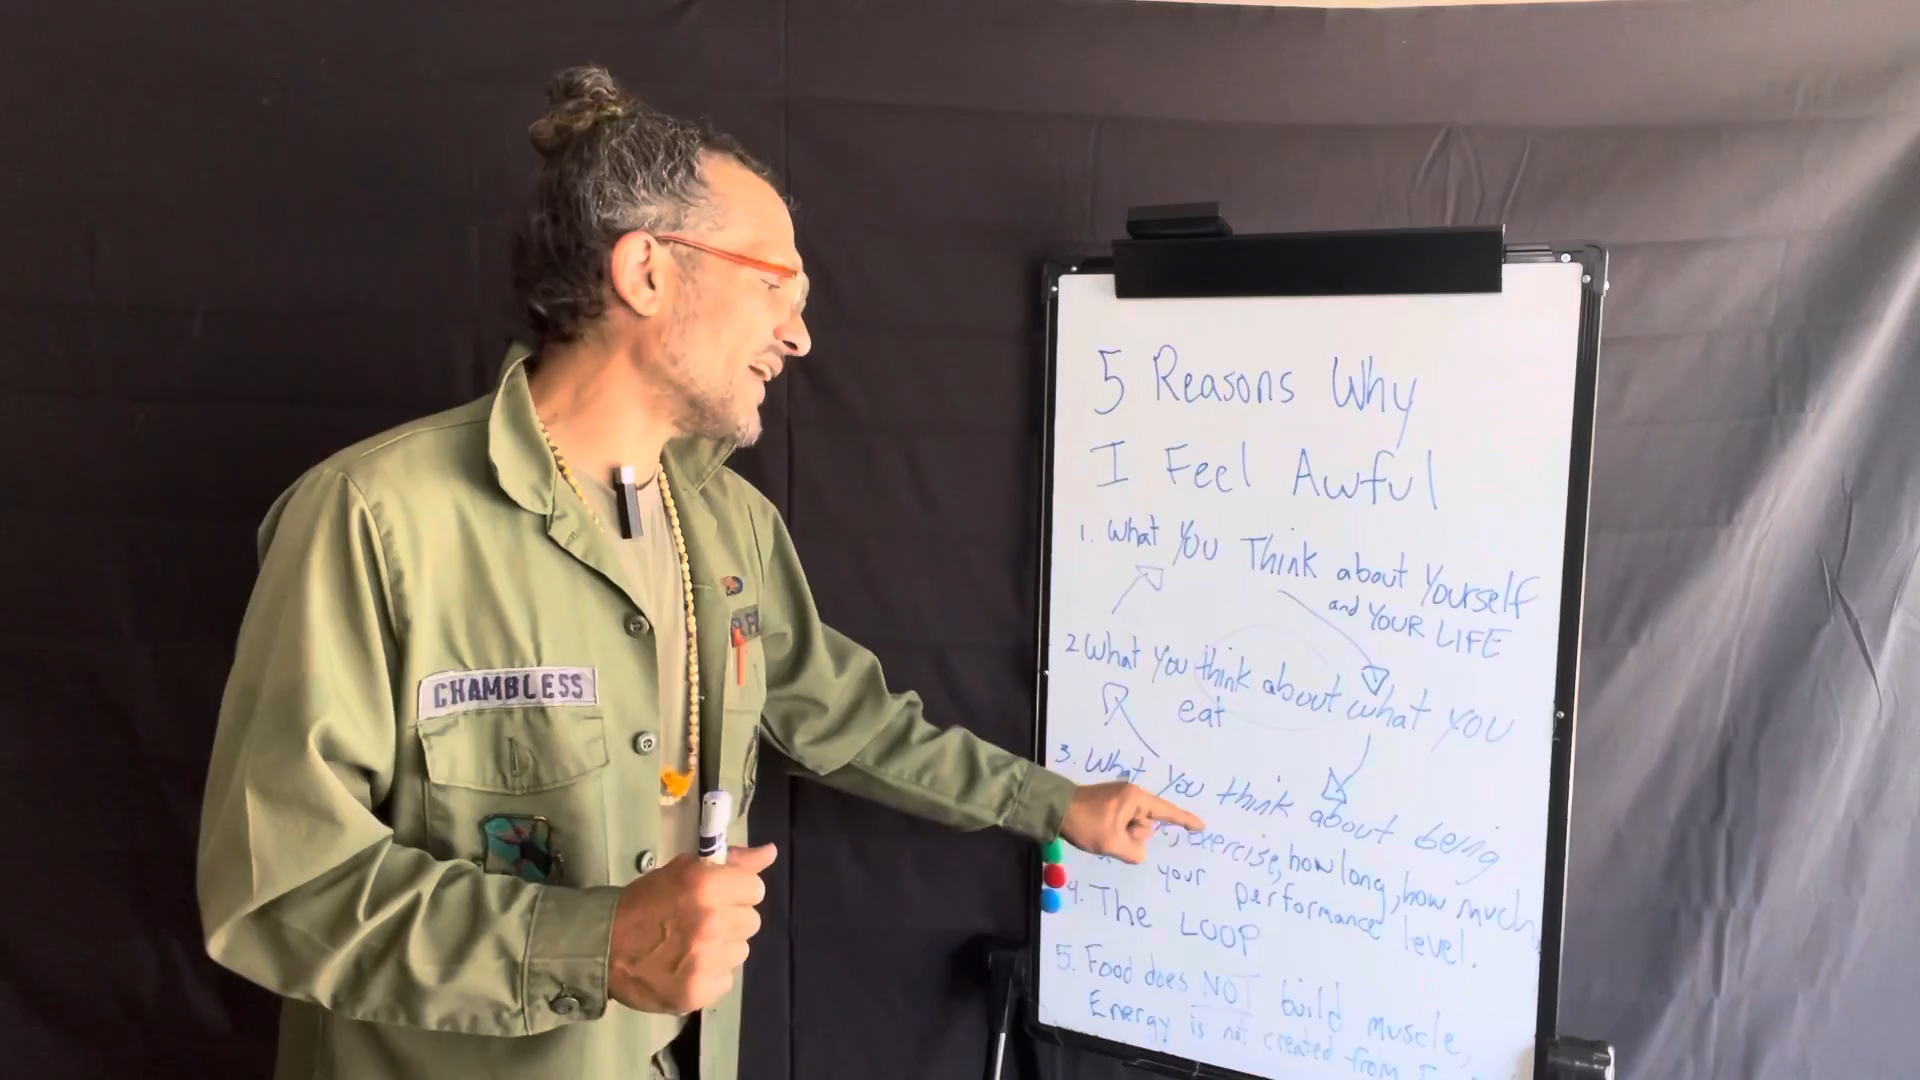 5 Reasons Why
I Feel Awful
1. What You Think about Yourself
and YOUR LIFE
2 What You think about what you
eat
3. What You think about being
exercise, how long, how much,
your performance level.
4. The LOOP
5. Food does NOT build muscle,
Energy is not created from
CHAMBLESS